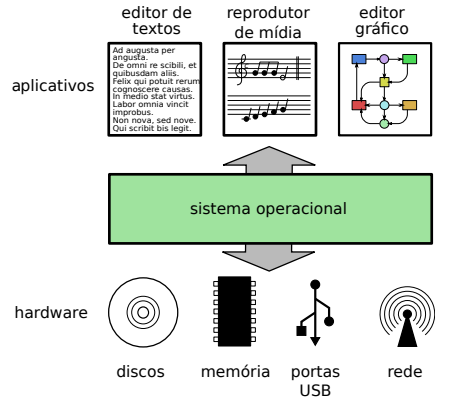 editor de
textos
reprodutor
de mídia
editor
gráfico
aplicativos
Ad augusta per
angusta.
De omni re scibili, et
quibusdam aliis.
Felix qui potuit rerum
cognoscere causas.
In medio stat virtus.
Labor omnia vincit
improbus.
Non nova, sed nove.
Qui scribit bis legit.
sistema operacional
hardware
discos
memória
portas
USB
rede